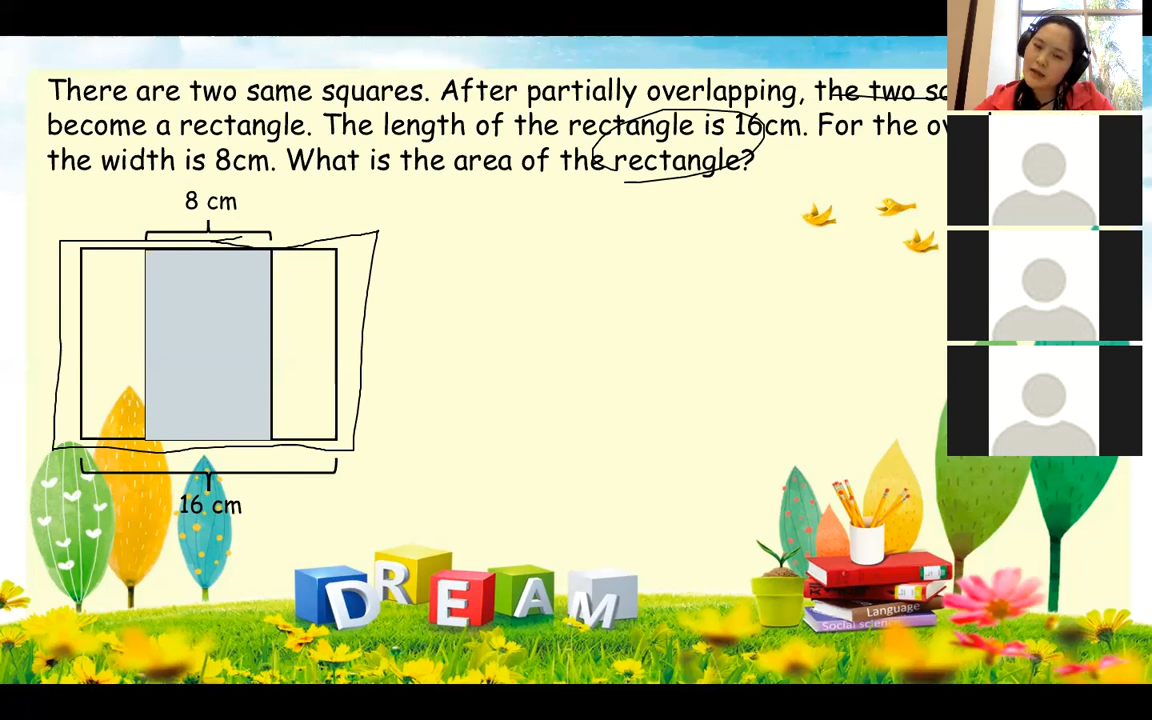 There are two same squares. After partially overlapping, the two
become a rectangle. The length of the rectangle is 16cm. For the
the width is 8cm. What is the area of the rectangle?
8 cm
16 cm
DREAM
Language
Social science